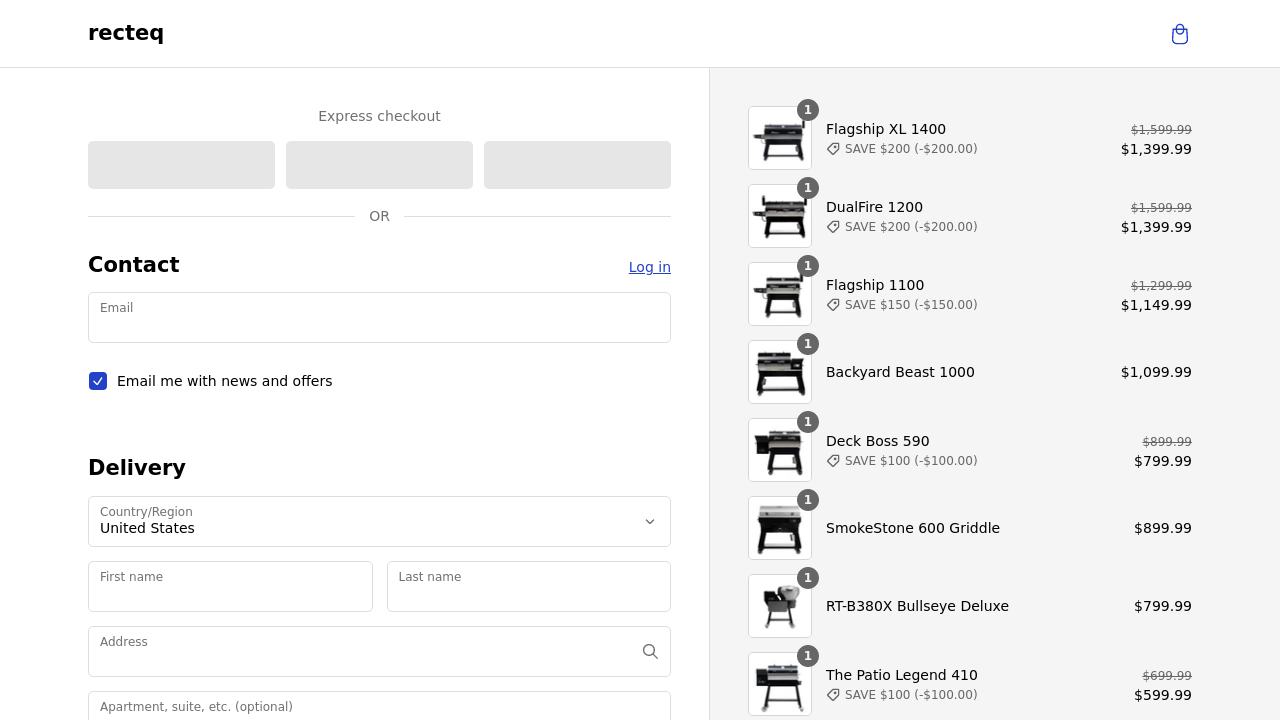 recteq
Express checkout
OR
Contact
Log in
Email
Email me with news and offers
Delivery
Country/Region
United States
First name
Last name
Address
Apartment, suite, etc. (optional)
1
Flagship XL 1400
$1,599.99
SAVE $200 (-$200.00)
$1,399.99
1
DualFire 1200
$1,599.99
SAVE $200 (-$200.00)
$1,399.99
1
Flagship 1100
$1,299.99
SAVE $150 (-$150.00)
$1,149.99
1
Backyard Beast 1000
$1,099.99
1
Deck Boss 590
$899.99
SAVE $100 (-$100.00)
$799.99
1
SmokeStone 600 Griddle
$899.99
1
RT-B380X Bullseye Deluxe
$799.99
1
The Patio Legend 410
$699.99
SAVE $100 (-$100.00)
$599.99